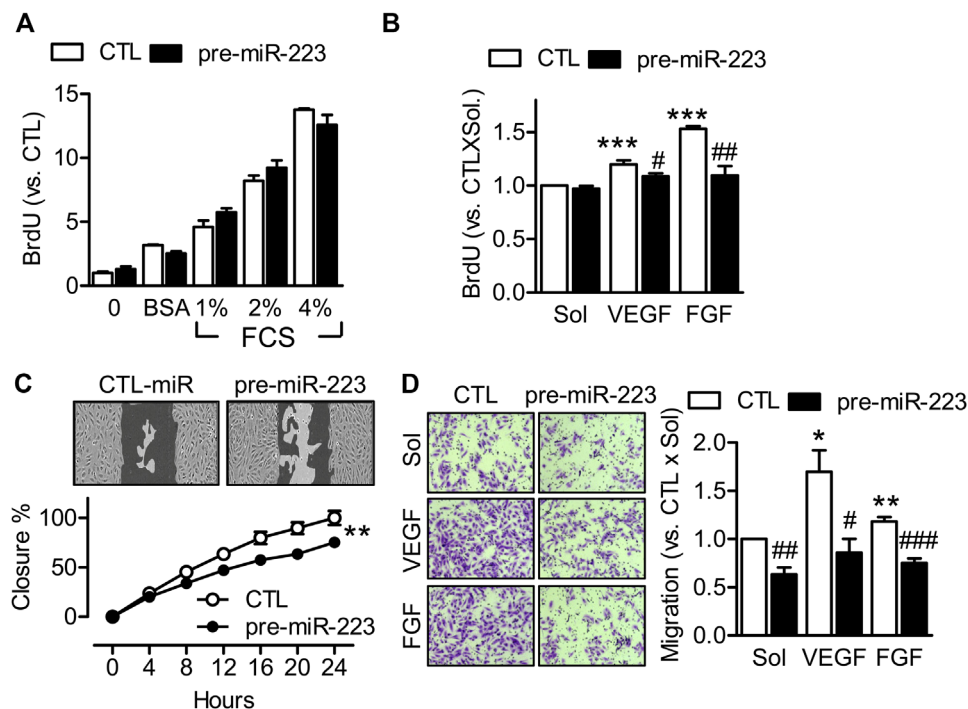 A
CTL pre-miR-223
BrdU (vs. CTL)
15
10
5
0
0 BSA 1% 2% 4%
FCS
B
CTL pre-miR-223
BrdU (vs. CTLXSol.)
1.5
1.0
0.5
0.0
*** # *** ##
Sol VEGF FGF
C
CTL-miR pre-miR-223
Closure %
100
50
0
**
CTL
pre-miR-223
0 4 8 12 16 20 24
Hours
D
CTL pre-miR-223
Sol
VEGF
FGF
CTL pre-miR-223
Migration (vs. CTL x Sol)
2.0
1.5
1.0
0.5
0.0
## * # ** ###
Sol VEGF FGF